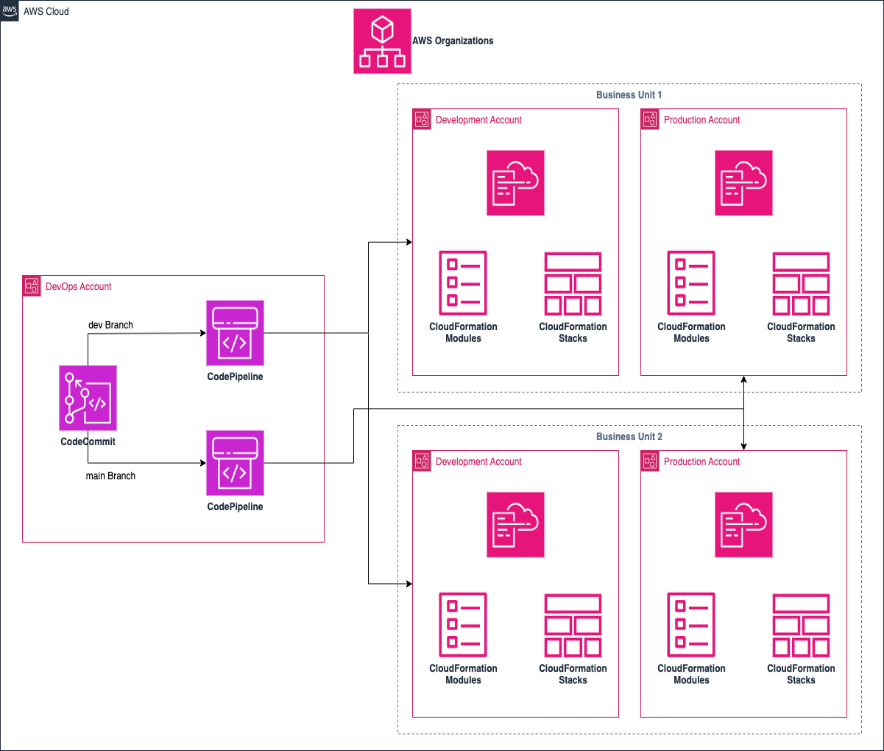 aws
AWS Cloud
AWS Organizations
Business Unit 1
Development Account
Production Account
CloudFormation
Modules
CloudFormation
Stacks
CloudFormation
Modules
CloudFormation
Stacks
DevOps Account
dev Branch
</>
CodePipeline
</>
CodeCommit
main Branch
</>
CodePipeline
Business Unit 2
Development Account
Production Account
CloudFormation
Modules
CloudFormation
Stacks
CloudFormation
Modules
CloudFormation
Stacks